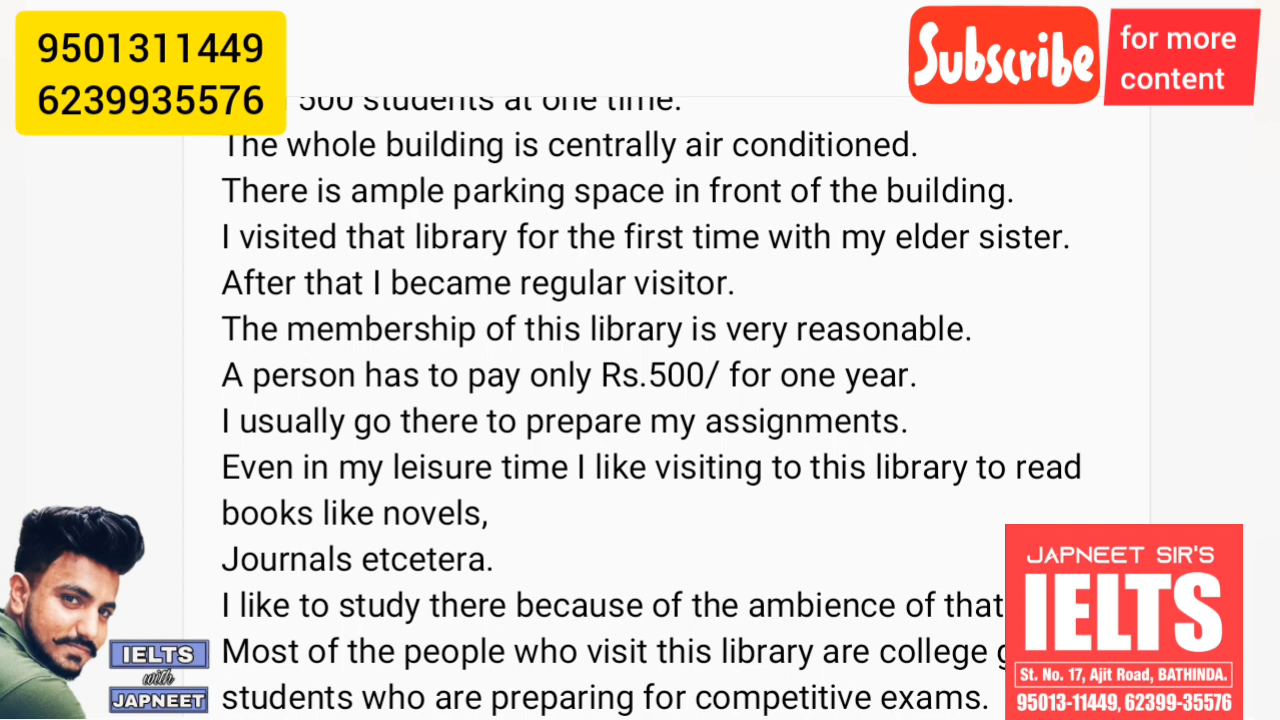 9501311449
6239935576
Subscribe
for more
content
500 students at one time.
The whole building is centrally air conditioned.
There is ample parking space in front of the building.
I visited that library for the first time with my elder sister.
After that I became regular visitor.
The membership of this library is very reasonable.
A person has to pay only Rs.500/ for one year.
I usually go there to prepare my assignments.
Even in my leisure time I like visiting to this library to read
books like novels,
Journals etcetera.
I like to study there because of the ambience of that
Most of the people who visit this library are college
students who are preparing for competitive exams.
IELTS
with
JAPNEET
JAPNEET SIR'S
IELTS
St. No. 17, Ajit Road, BATHINDA.
95013-11449, 62399-35576